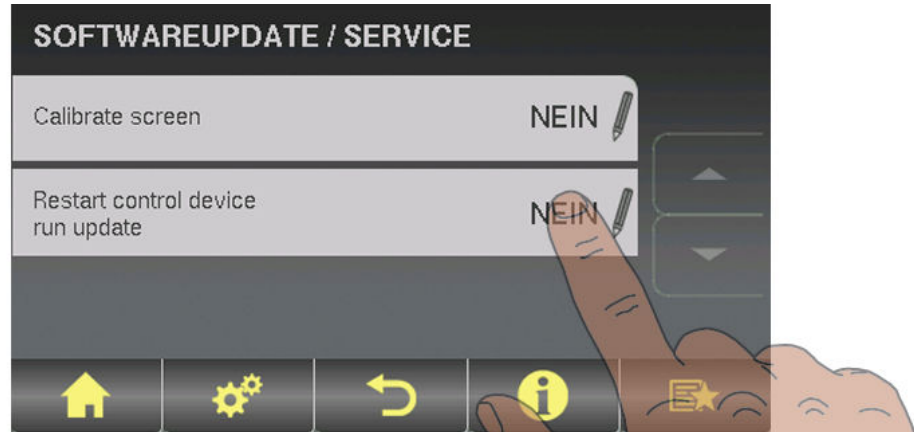 SOFTWAREUPDATE / SERVICE
Calibrate screen NEIN
Restart control device
run update NEIN